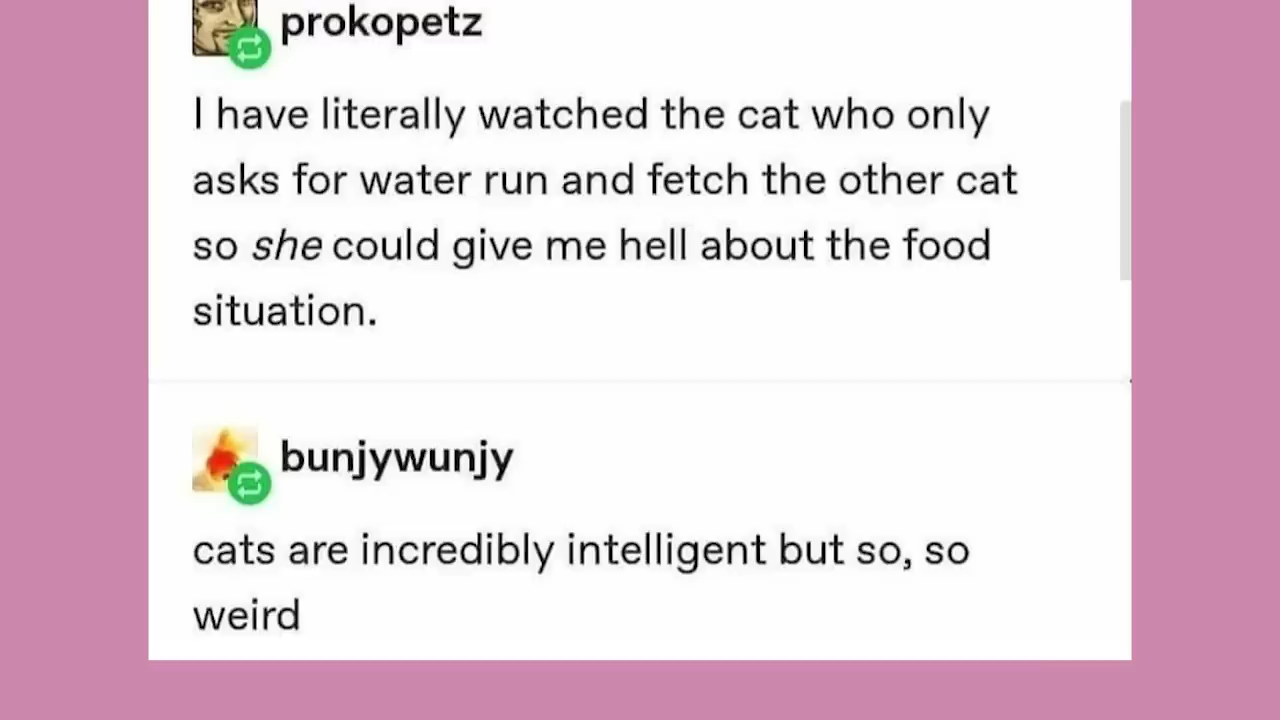 prokopetz
I have literally watched the cat who only
asks for water run and fetch the other cat
so she could give me hell about the food
situation.
bunjywunjy
cats are incredibly intelligent but so, so
weird